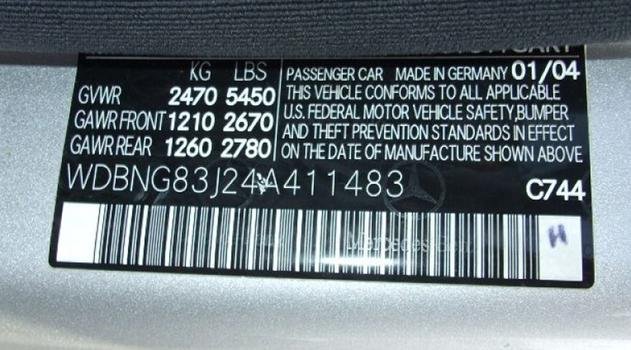 KG LBS
GVWR 2470 5450
GAWR FRONT 1210 2670
GAWR REAR 1260 2780
PASSENGER CAR MADE IN GERMANY 01/04
THIS VEHICLE CONFORMS TO ALL APPLICABLE
U.S. FEDERAL MOTOR VEHICLE SAFETY, BUMPER
AND THEFT PREVENTION STANDARDS IN EFFECT
ON THE DATE OF MANUFACTURE SHOWN ABOVE
WDBNG83J24A411483
C744
H